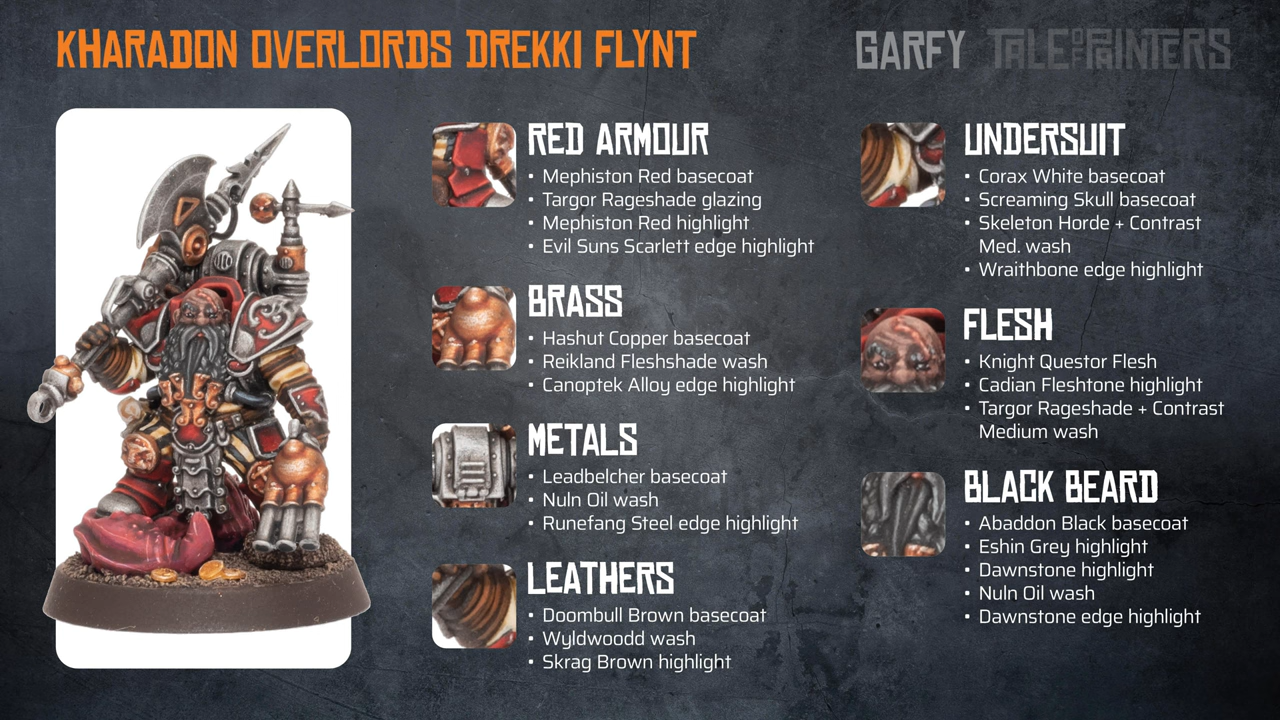 KHARADON OVERLORDS DREKKI FLYNT
GARFY TALE OF PAINTERS
RED ARMOUR
• Mephiston Red basecoat
• Targor Rageshade glazing
• Mephiston Red highlight
• Evil Suns Scarlett edge highlight
BRASS
• Hashut Copper basecoat
• Reikland Fleshshade wash
• Canoptek Alloy edge highlight
METALS
• Leadbelcher basecoat
• Nuln Oil wash
• Runefang Steel edge highlight
LEATHERS
• Doombull Brown basecoat
• Wyldwoodd wash
• Skrag Brown highlight
UNDERSUIT
• Corax White basecoat
• Screaming Skull basecoat
• Skeleton Horde + Contrast
Med. wash
• Wraithbone edge highlight
FLESH
• Knight Questor Flesh
• Cadian Fleshtone highlight
• Targor Rageshade + Contrast
Medium wash
BLACK BEARD
• Abaddon Black basecoat
• Eshin Grey highlight
• Dawnstone highlight
• Nuln Oil wash
• Dawnstone edge highlight